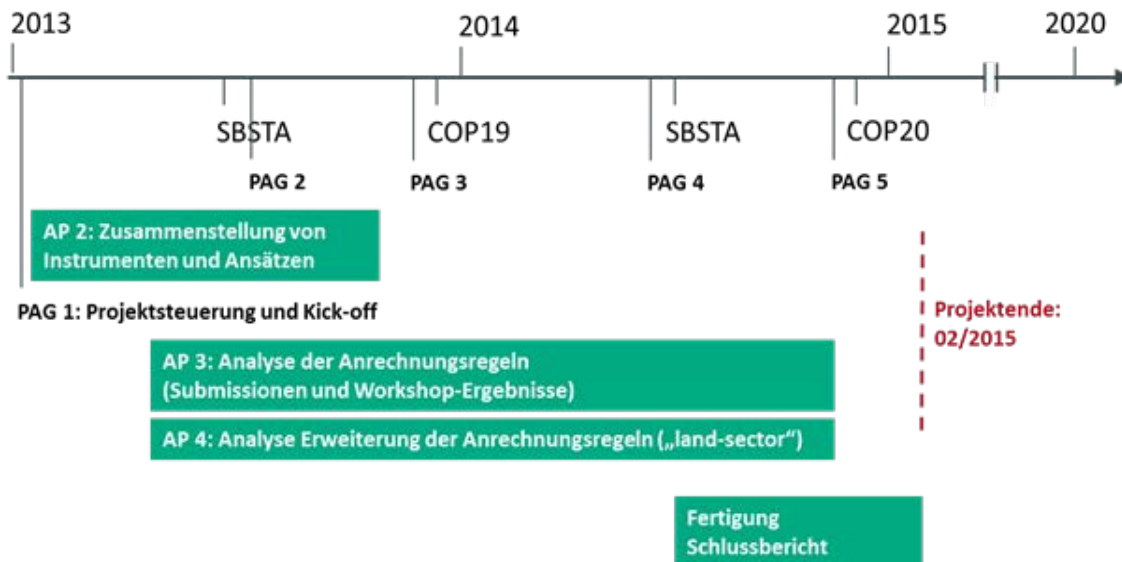 2013
2014
2015
2020
SBSTA
COP19
SBSTA
COP20
PAG 2
PAG 3
PAG 4
PAG 5
AP 2: Zusammenstellung von
Instrumenten und Ansätzen
PAG 1: Projektsteuerung und Kick-off
Projektende:
02/2015
AP 3: Analyse der Anrechnungsregeln
(Submissionen und Workshop-Ergebnisse)
AP 4: Analyse Erweiterung der Anrechnungsregeln („land-sector“)
Fertigung
Schlussbericht